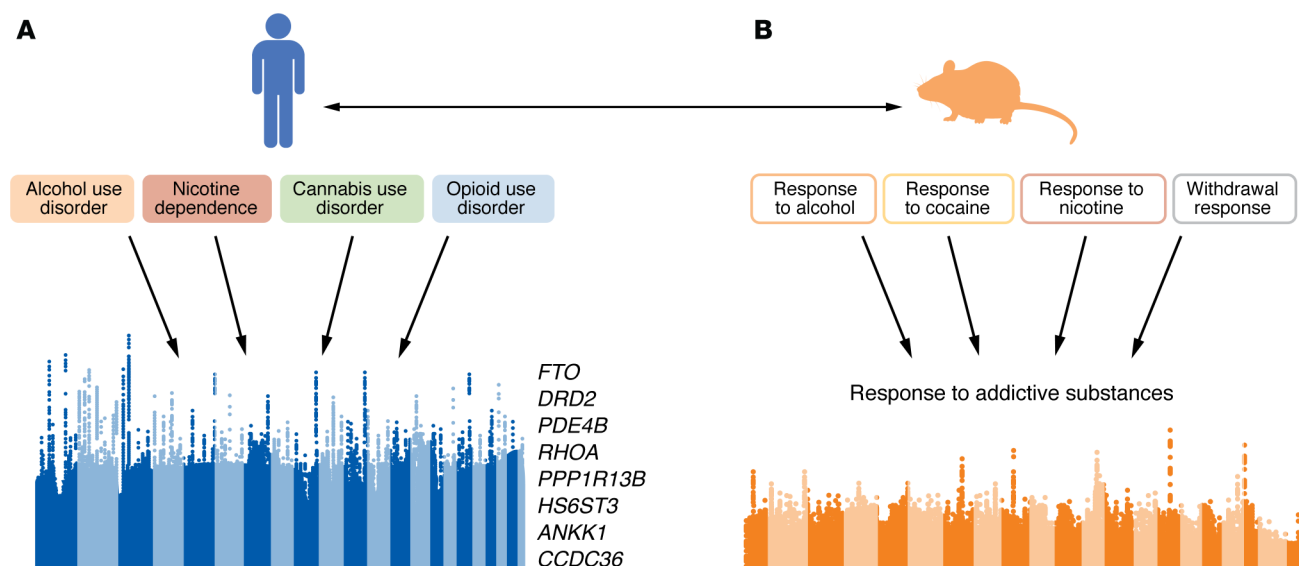 A
B
Alcohol use
disorder
Nicotine
dependence
Cannabis use
disorder
Opioid use
disorder
Response
to alcohol
Response
to cocaine
Response to
nicotine
Withdrawal
response
FTO
DRD2
PDE4B
RHOA
PPP1R13B
HS6ST3
ANKK1
CCDC36
Response to addictive substances